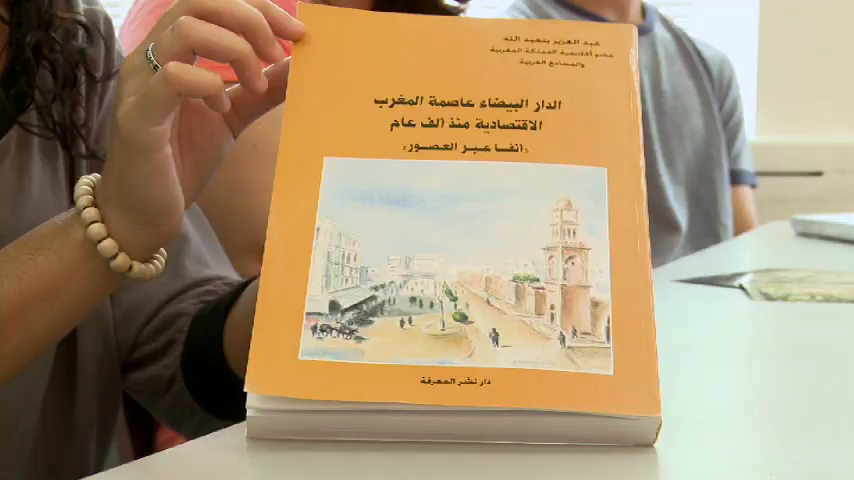 عبد العزيز بنعبد الله
عضو أكاديمية المملكة المغربية
والمجامع العربية
الدار البيضاء عاصمة المغرب
الاقتصادية منذ ألف عام
«أنفا عبر العصور»
دار نشر المعرفة